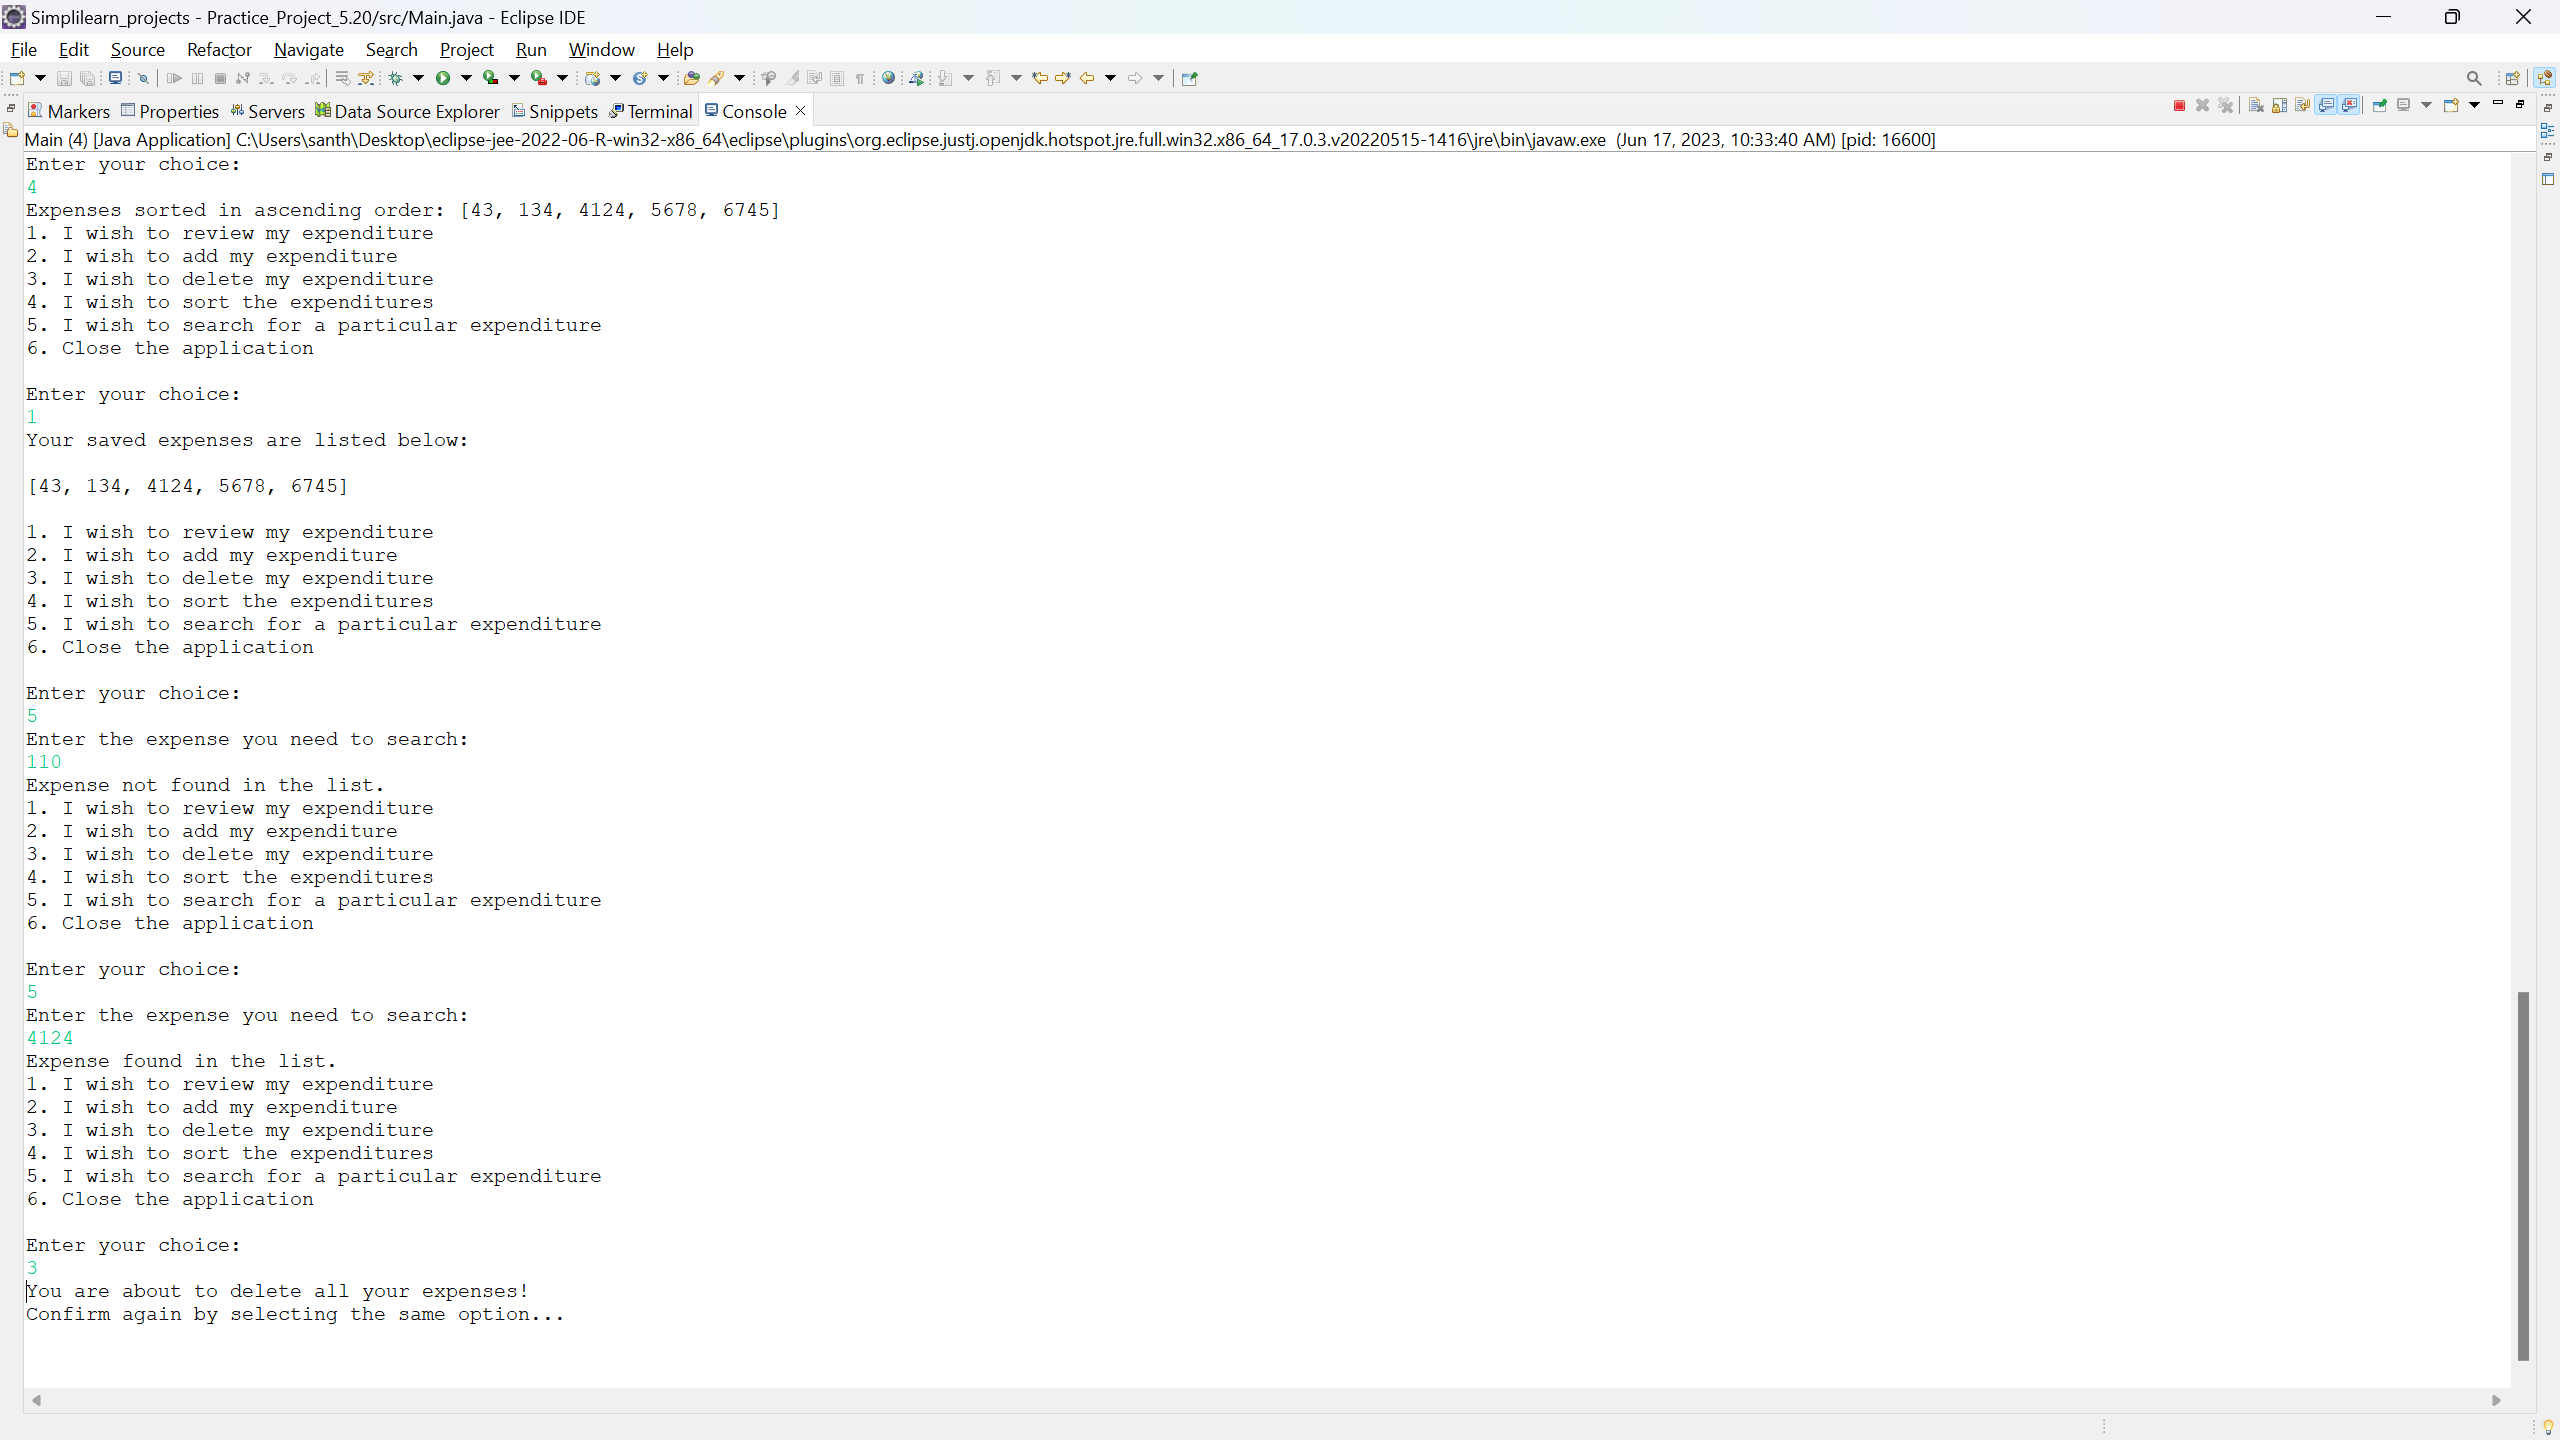 Simplilearn_projects - Practice_Project_5.20/src/Main.java - Eclipse IDE
File Edit Source Refactor Navigate Search Project Run Window Help
Markers Properties Servers Data Source Explorer Snippets Terminal Console
Main (4) [Java Application] C:\Users\santh\Desktop\eclipse-jee-2022-06-R-win32-x86_64\eclipse\plugins\org.eclipse.justj.openjdk.hotspot.jre.full.win32.x86_64_17.0.3.v20220515-1416\jre\bin\javaw.exe (Jun 17, 2023, 10:33:40 AM) [pid: 16600]
Enter your choice:
4
Expenses sorted in ascending order: [43, 134, 4124, 5678, 6745]
1. I wish to review my expenditure
2. I wish to add my expenditure
3. I wish to delete my expenditure
4. I wish to sort the expenditures
5. I wish to search for a particular expenditure
6. Close the application
Enter your choice:
1
Your saved expenses are listed below:
[43, 134, 4124, 5678, 6745]
1. I wish to review my expenditure
2. I wish to add my expenditure
3. I wish to delete my expenditure
4. I wish to sort the expenditures
5. I wish to search for a particular expenditure
6. Close the application
Enter your choice:
5
Enter the expense you need to search:
110
Expense not found in the list.
1. I wish to review my expenditure
2. I wish to add my expenditure
3. I wish to delete my expenditure
4. I wish to sort the expenditures
5. I wish to search for a particular expenditure
6. Close the application
Enter your choice:
5
Enter the expense you need to search:
4124
Expense found in the list.
1. I wish to review my expenditure
2. I wish to add my expenditure
3. I wish to delete my expenditure
4. I wish to sort the expenditures
5. I wish to search for a particular expenditure
6. Close the application
Enter your choice:
3
You are about to delete all your expenses!
Confirm again by selecting the same option...